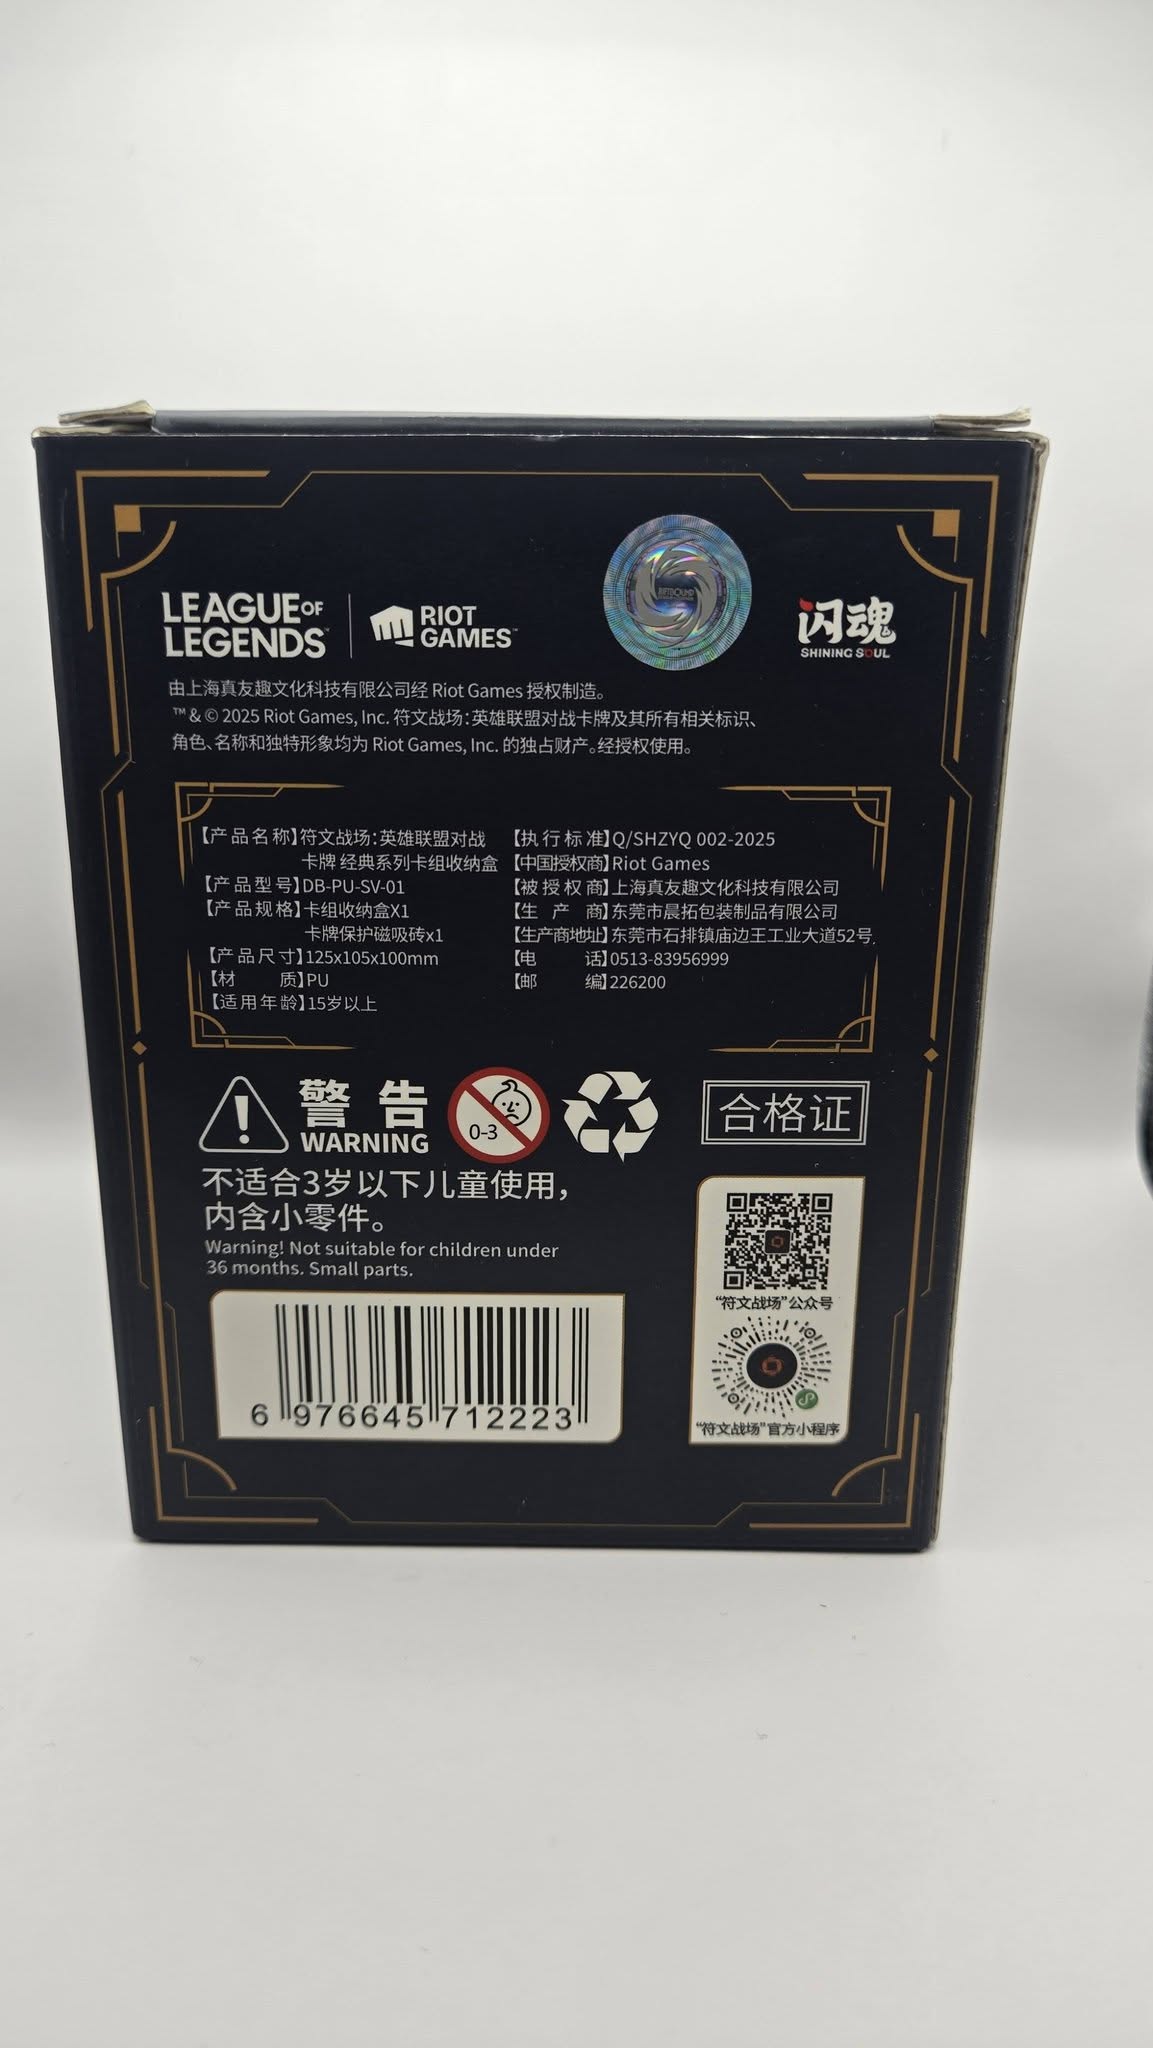 LEAGUE OF
LEGENDS™
RIOT
GAMES™
RIFTBOUND
闪魂
SHINING SOUL
由上海真友趣文化科技有限公司经 Riot Games 授权制造。
™ & © 2025 Riot Games, Inc. 符文战场：英雄联盟对战卡牌及其所有相关标识、
角色、名称和独特形象均为 Riot Games, Inc. 的独占财产。经授权使用。
【产品名称】符文战场：英雄联盟对战
卡牌 经典系列卡组收纳盒
【产品型号】DB-PU-SV-01
【产品规格】卡组收纳盒X1
卡牌保护磁吸砖x1
【产品尺寸】125x105x100mm
【材 质】PU
【适用年龄】15岁以上
【执行标准】Q/SHZYQ 002-2025
【中国授权商】Riot Games
【被授权商】上海真友趣文化科技有限公司
【生产商】东莞市晨拓包装制品有限公司
【生产商地址】东莞市石排镇庙边王工业大道52号
【电 话】0513-83956999
【邮 编】226200
警告
WARNING
0-3
合格证
不适合3岁以下儿童使用，
内含小零件。
Warning! Not suitable for children under
36 months. Small parts.
6 976645 712223
“符文战场”公众号
“符文战场”官方小程序